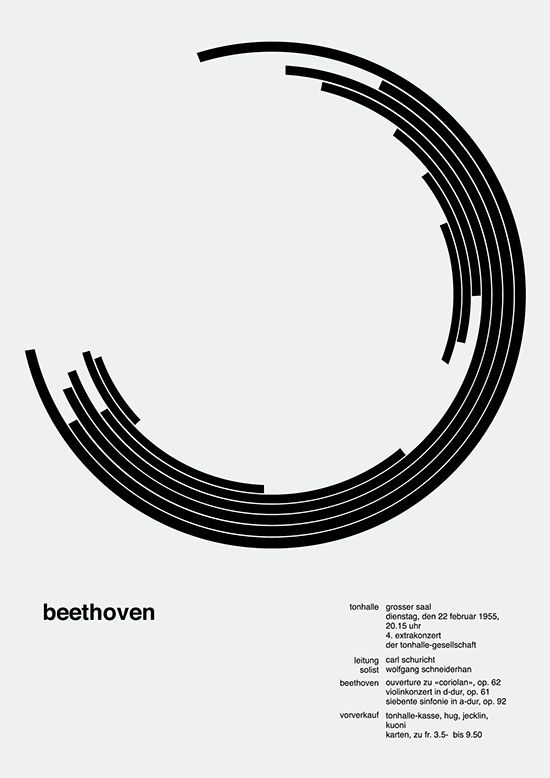 beethoven
tonhalle grosser saal
dienstag, den 22 februar 1955,
20.15 uhr
4. extrakonzert
der tonhalle-gesellschaft
leitung carl schuricht
solist wolfgang schneiderhan
beethoven ouverture zu «coriolan», op. 62
violinkonzert in d-dur, op. 61
siebente sinfonie in a-dur, op. 92
vorverkauf tonhalle-kasse, hug, jecklin,
kuoni
karten, zu fr. 3.5- bis 9.50